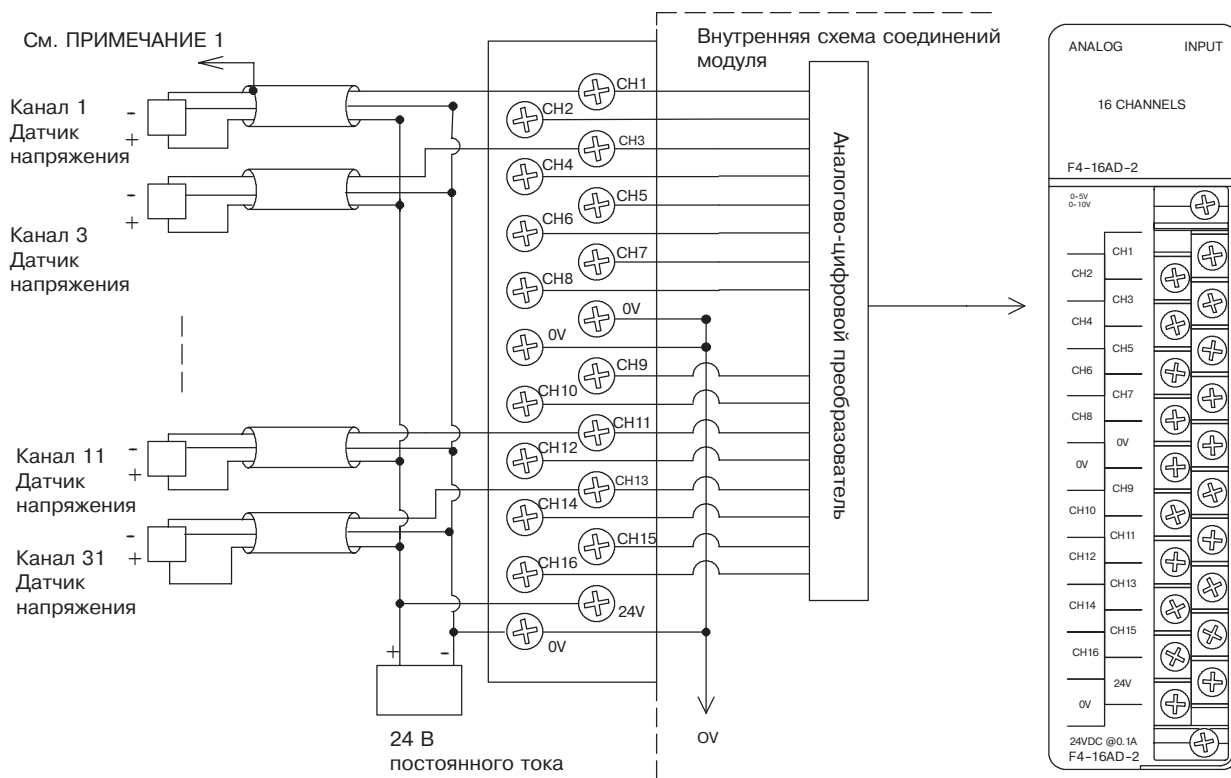 См. ПРИМЕЧАНИЕ 1
Канал 1
Датчик
напряжения
-
+
Канал 3
Датчик
напряжения
-
+
Канал 11
Датчик
напряжения
-
+
Канал 31
Датчик
напряжения
-
+
+ -
24 В
постоянного тока
Внутренняя схема соединений
модуля
CH1
CH2
CH3
CH4
CH5
CH6
CH7
CH8
0V
0V
CH9
CH10
CH11
CH12
CH13
CH14
CH15
CH16
24V
0V
Аналогово-цифровой преобразователь
OV
ANALOG INPUT
16 CHANNELS
F4-16AD-2
0-5V
0-10V
CH1
CH2
CH3
CH4
CH5
CH6
CH7
CH8
0V
0V
CH9
CH10
CH11
CH12
CH13
CH14
CH15
CH16
24V
0V
24VDC @0.1A
F4-16AD-2